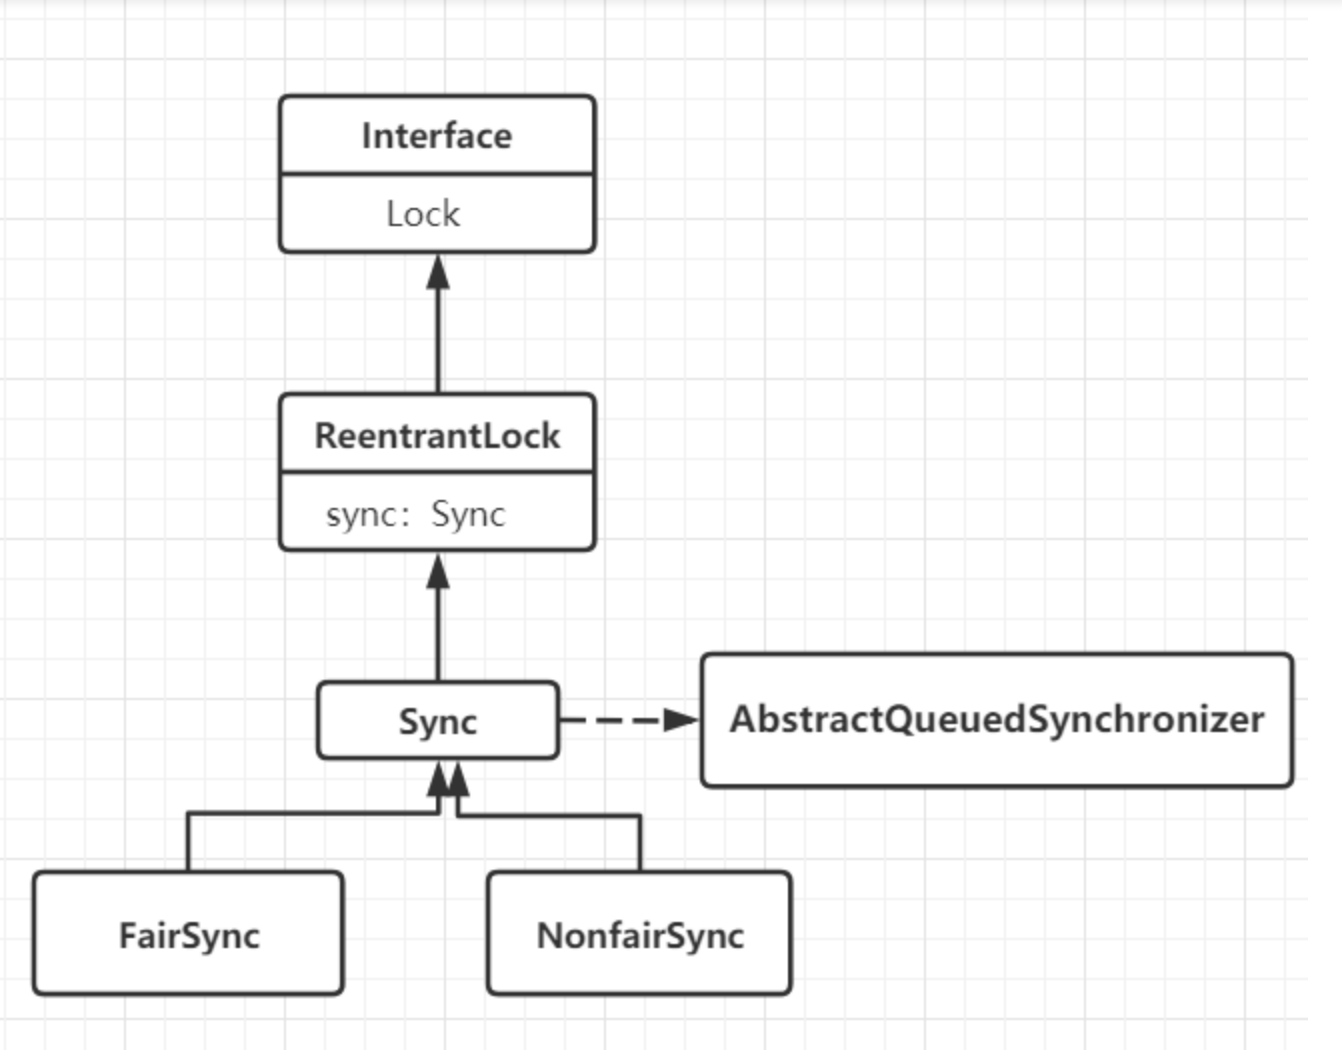 Interface
Lock
ReentrantLock
sync: Sync
Sync
AbstractQueuedSynchronizer
FairSync
NonfairSync